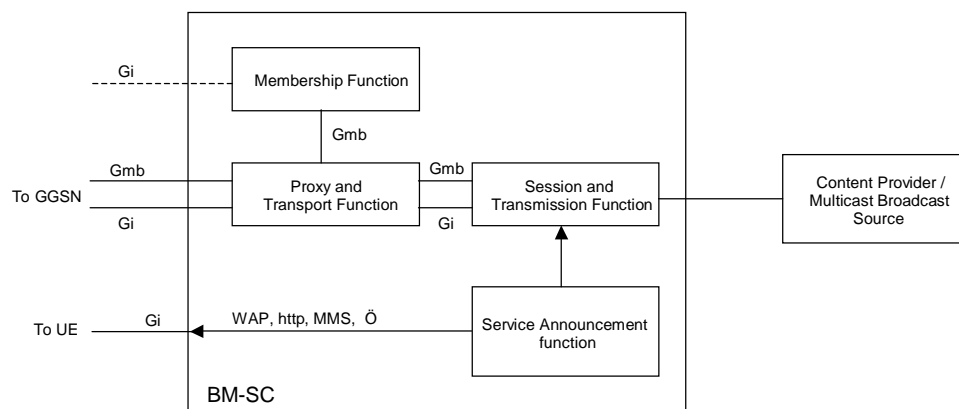 Gi
Membership Function
Gmb
Gmb
Gmb
To GGSN
Proxy and
Transport Function
Session and
Transmission Function
Content Provider /
Multicast Broadcast
Source
Gi
Gi
To UE
Gi
WAP, http, MMS, Ö
Service Announcement
function
BM-SC